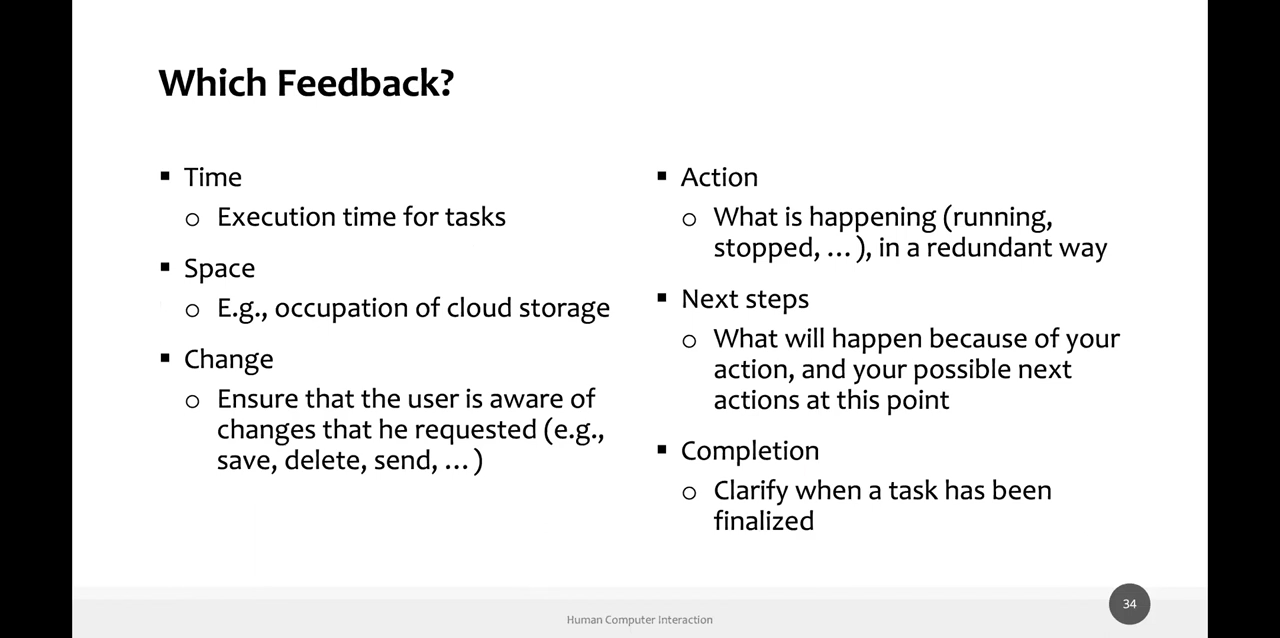 Which Feedback?
▪ Time
o Execution time for tasks
▪ Space
o E.g., occupation of cloud storage
▪ Change
o Ensure that the user is aware of
changes that he requested (e.g.,
save, delete, send, …)
▪ Action
o What is happening (running,
stopped, …), in a redundant way
▪ Next steps
o What will happen because of your
action, and your possible next
actions at this point
▪ Completion
o Clarify when a task has been
finalized
Human Computer Interaction
34